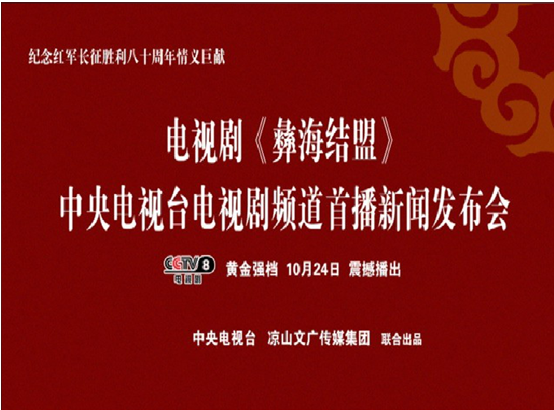 纪念红军长征胜利八十周年情义巨献
电视剧《彝海结盟》
中央电视台电视剧频道首播新闻发布会
CCTV 8 电视剧 黄金强档 10月24日 震撼播出
中央电视台 凉山文广传媒集团 联合出品